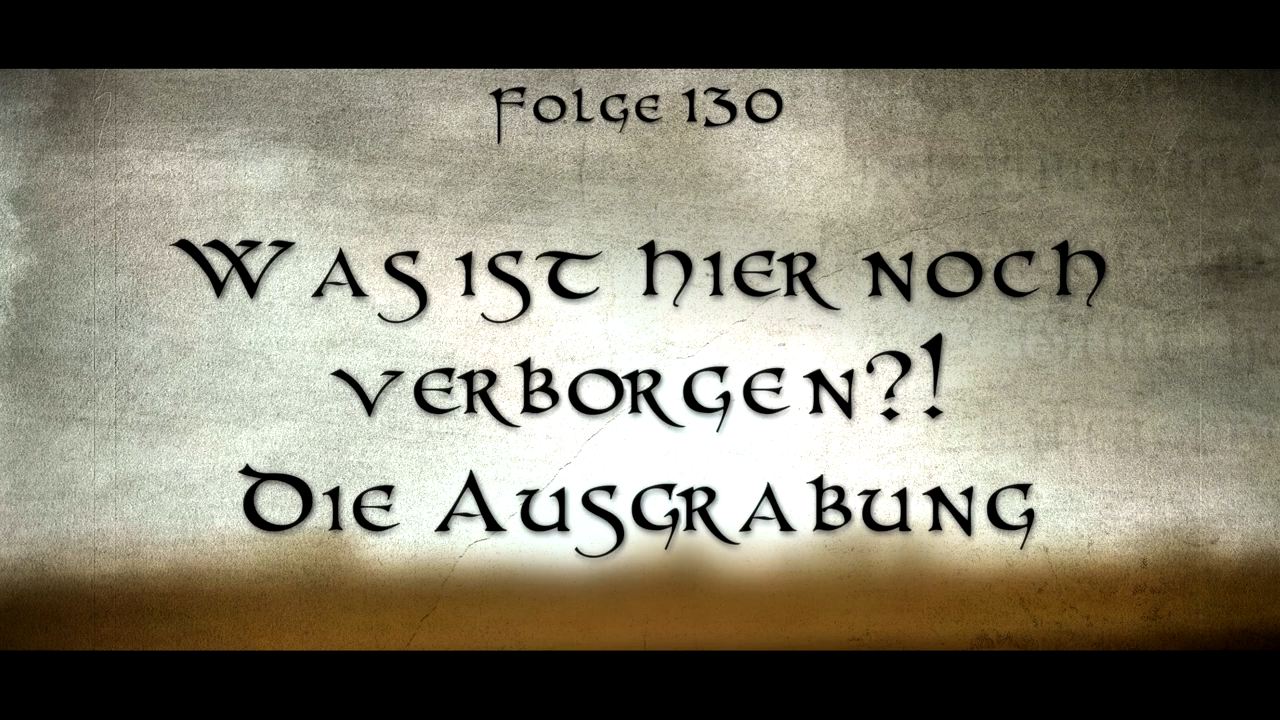 Folge 130
Was ist hier noch
verborgen?!
Die Ausgrabung